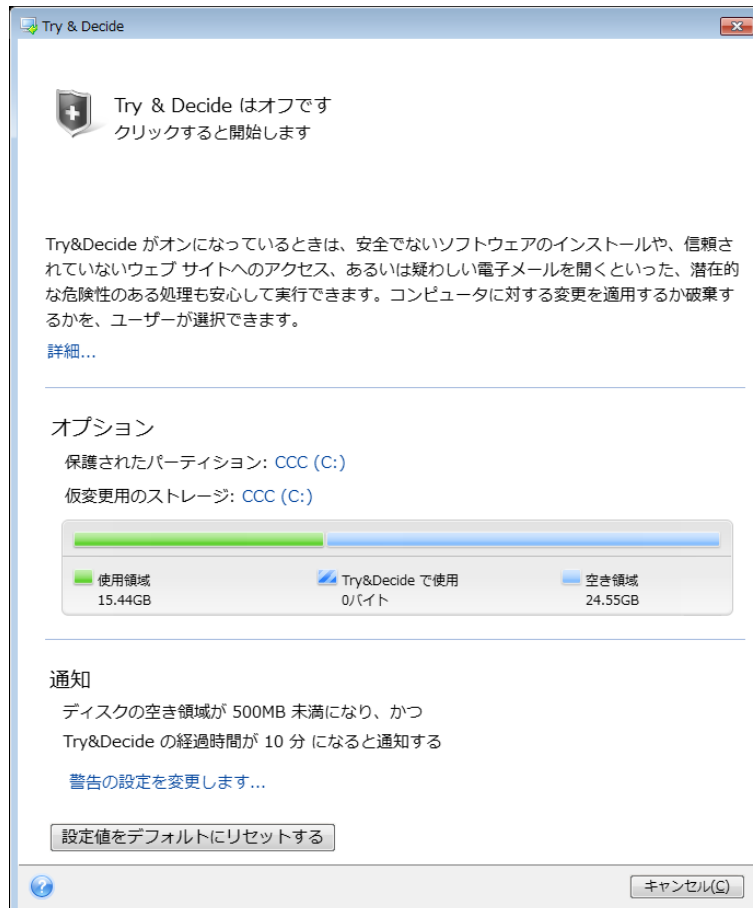 Try & Decide
Try & Decide はオフです
クリックすると開始します
Try&Decide がオンになっているときは、安全でないソフトウェアのインストールや、信頼さ
れていないウェブ サイトへのアクセス、あるいは疑わしい電子メールを開くといった、潜在的
な危険性のある処理も安心して実行できます。コンピュータに対する変更を適用するか破棄す
るかを、ユーザーが選択できます。
詳細...
オプション
保護されたパーティション: CCC (C:)
仮変更用のストレージ: CCC (C:)
使用領域
15.44GB
Try&Decide で使用
0バイト
空き領域
24.55GB
通知
ディスクの空き領域が 500MB 未満になり、かつ
Try&Decide の経過時間が 10 分 になると通知する
警告の設定を変更します...
設定値をデフォルトにリセットする
キャンセル(C)